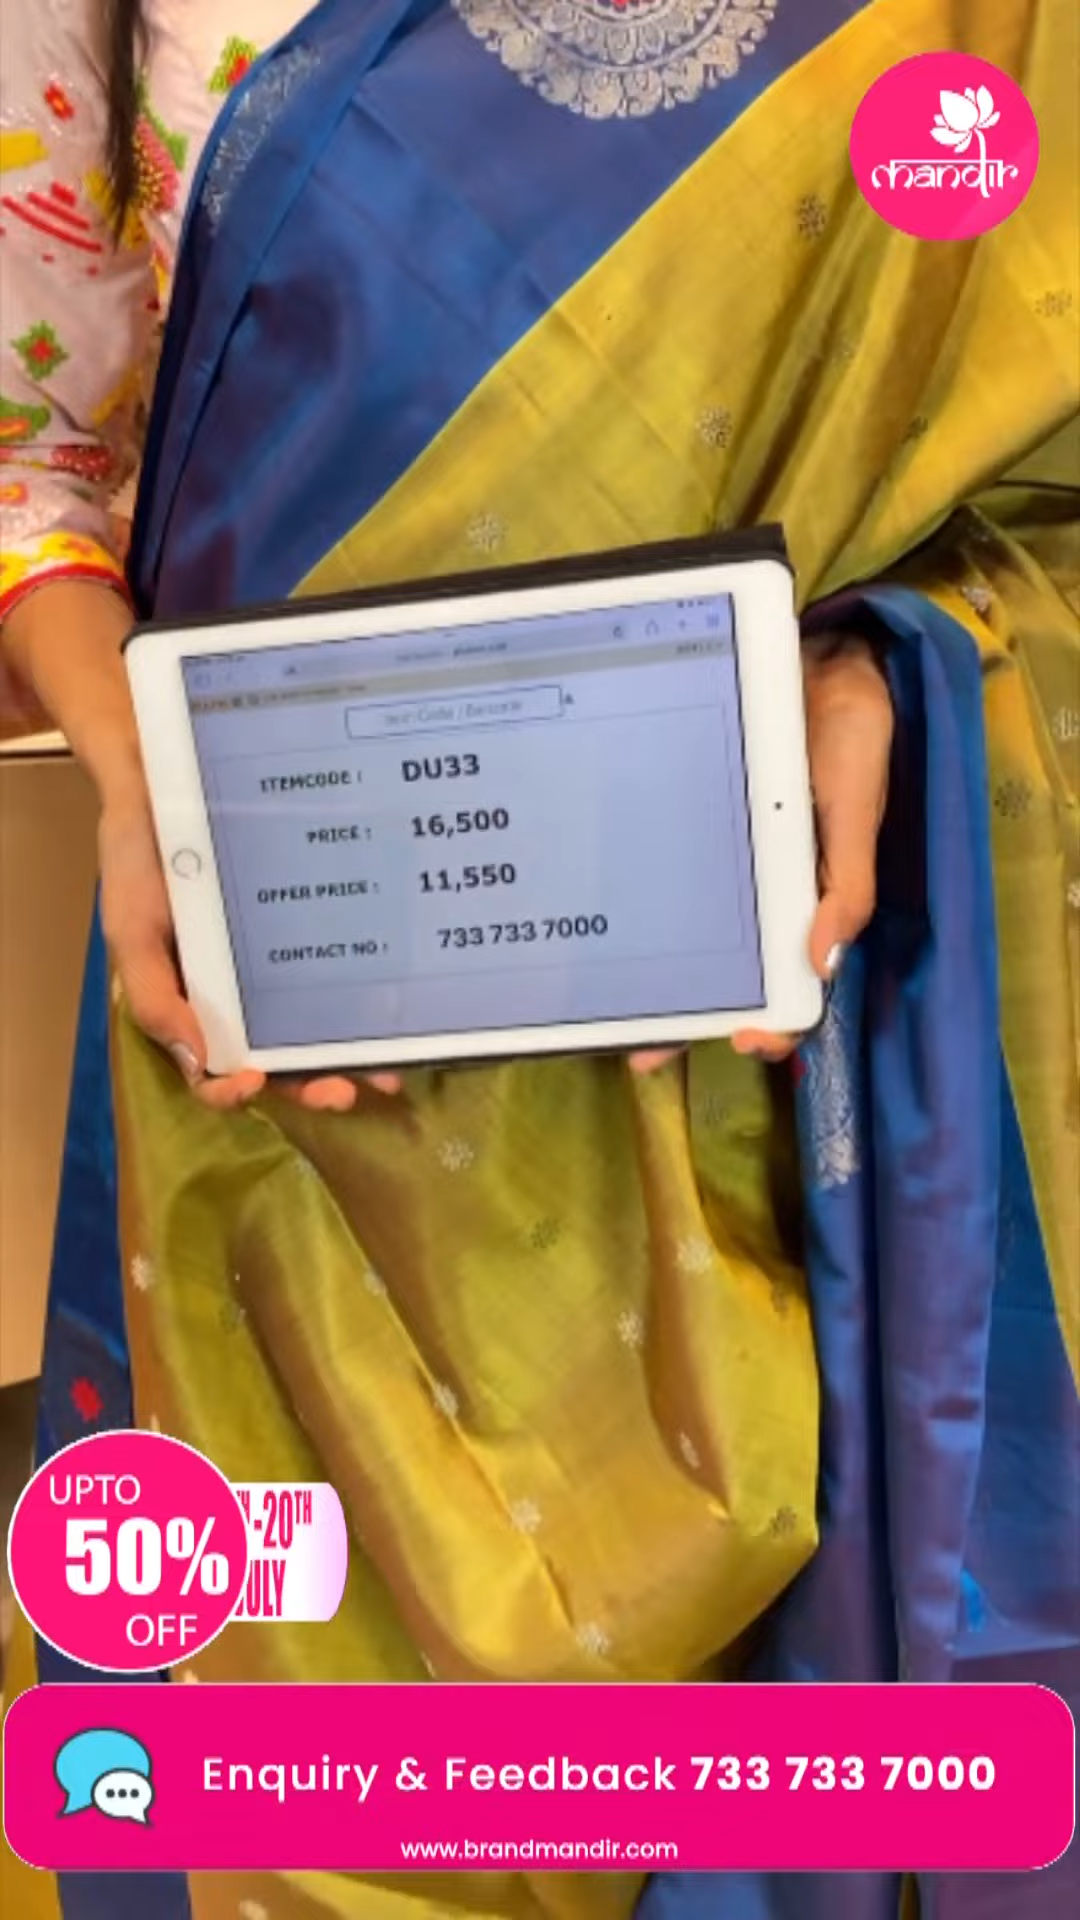 mandir
ITEMCODE : DU33
PRICE : 16,500
OFFER PRICE : 11,550
CONTACT NO : 733 733 7000
UPTO
50%
OFF
-20TH
Enquiry & Feedback 733 733 7000
www.brandmandir.com